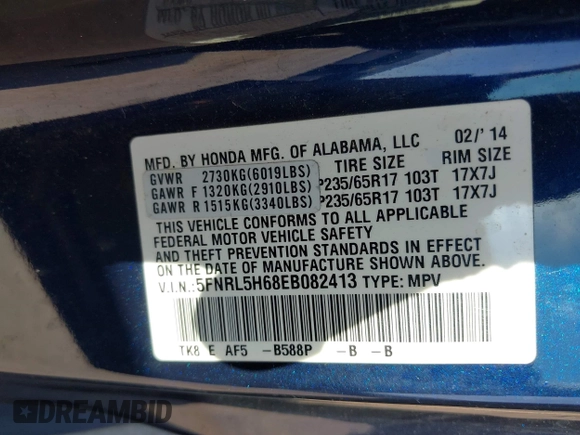 MFD. BY HONDA MFG. OF ALABAMA, LLC 02/' 14
TIRE SIZE RIM SIZE
GVWR 2730KG(6019LBS)
GAWR F 1320KG(2910LBS) P235/65R17 103T 17X7J
GAWR R 1515KG(3340LBS) P235/65R17 103T 17X7J
THIS VEHICLE CONFORMS TO ALL APPLICABLE
FEDERAL MOTOR VEHICLE SAFETY
AND THEFT PREVENTION STANDARDS IN EFFECT
ON THE DATE OF MANUFACTURE SHOWN ABOVE.
V.I.N.:5FNRL5H68EB082413 TYPE: MPV
TK8 E AF5 -B588P -B -B
DREAMBID